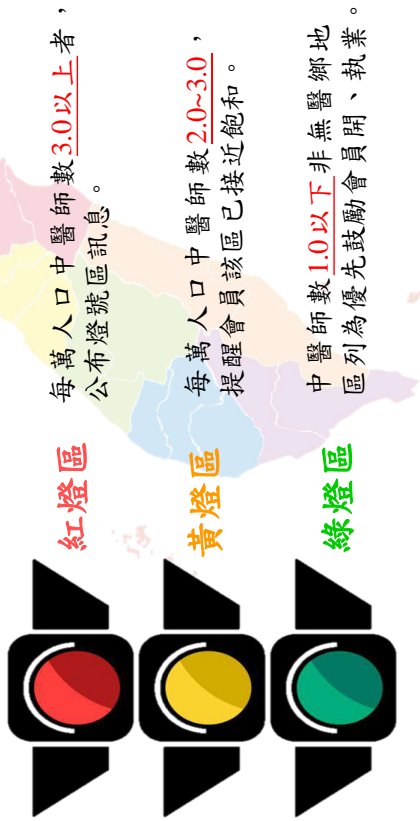 紅燈區
每萬人口中醫師數3.0以上者，
公布燈號區訊息。
黃燈區
每萬人口中醫師數2.0~3.0，
提醒會員該區已接近飽和。
綠燈區
中醫師數1.0以下非無醫鄉地
區列為優先鼓勵會員開、執業。